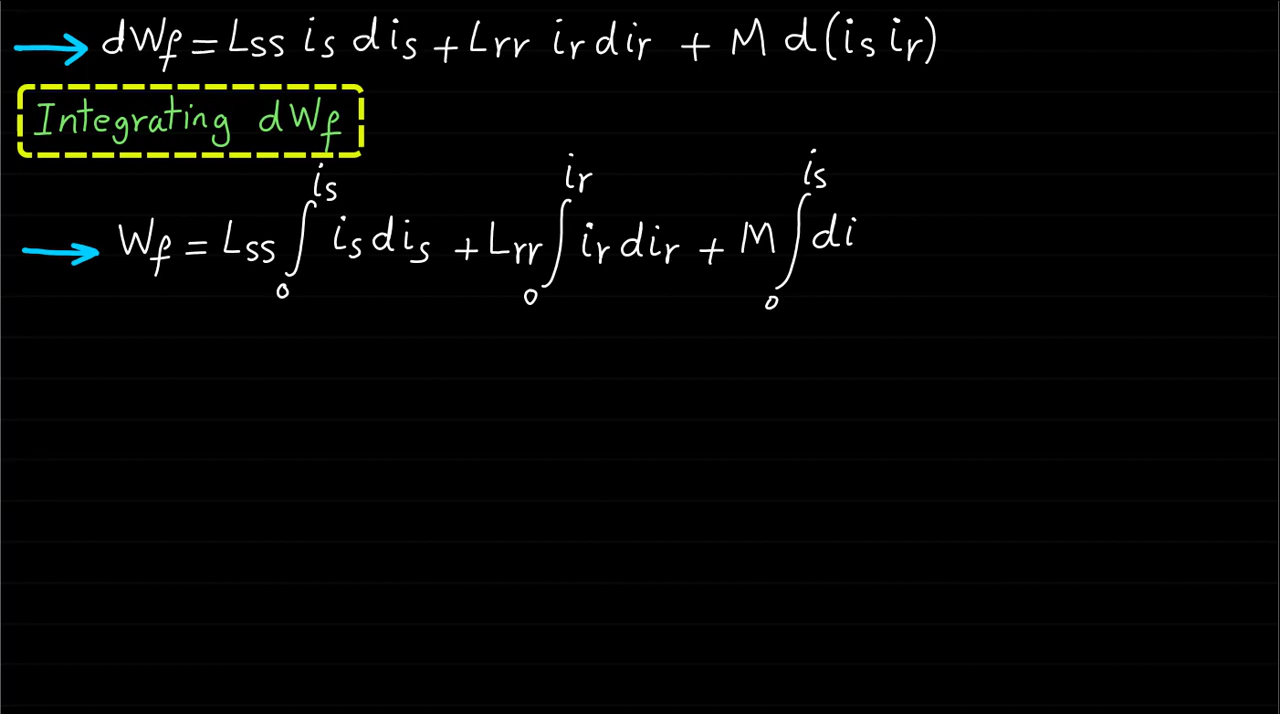 → dWf = Lss is dis + Lrr ir dir + M d(is ir)
Integrating dWf
→ Wf = Lss ∫₀^is is dis + Lrr ∫₀^ir ir dir + M ∫₀^is di